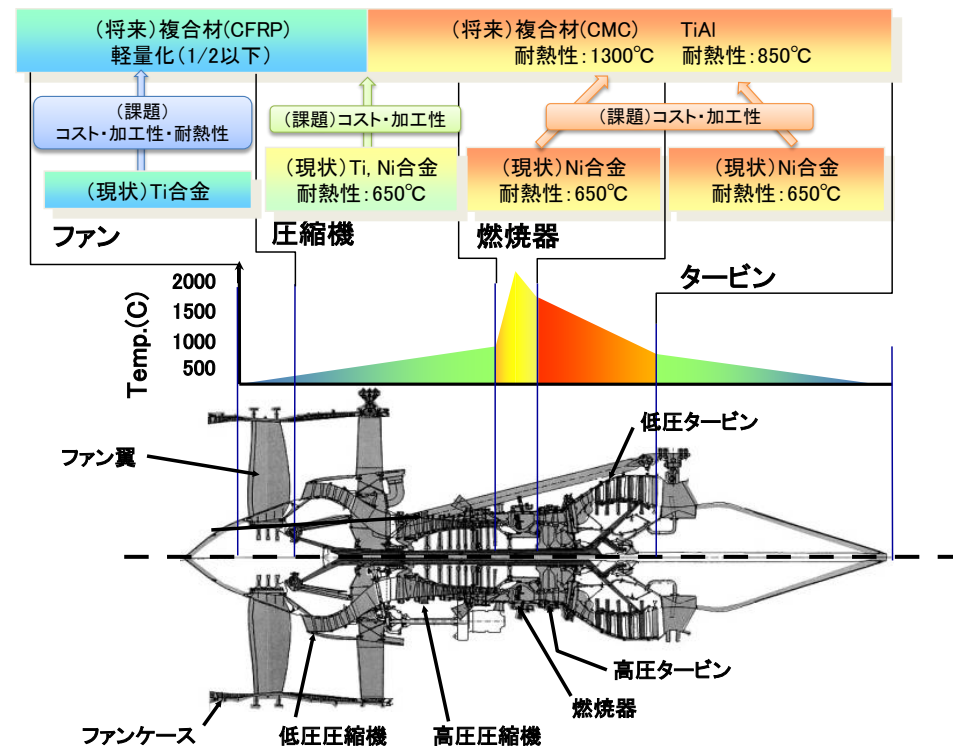 (将来)複合材(CFRP)
軽量化(1/2以下)
(将来)複合材(CMC) TiAl
耐熱性:1300℃ 耐熱性:850℃
(課題)
コスト・加工性・耐熱性
(課題)コスト・加工性
(課題)コスト・加工性
(現状)Ti合金
(現状)Ti, Ni合金
耐熱性:650℃
(現状)Ni合金
耐熱性:650℃
(現状)Ni合金
耐熱性:650℃
ファン
圧縮機
燃焼器
タービン
Temp.(C)
2000
1500
1000
500
低圧タービン
ファン翼
高圧タービン
燃焼器
ファンケース
低圧圧縮機
高圧圧縮機